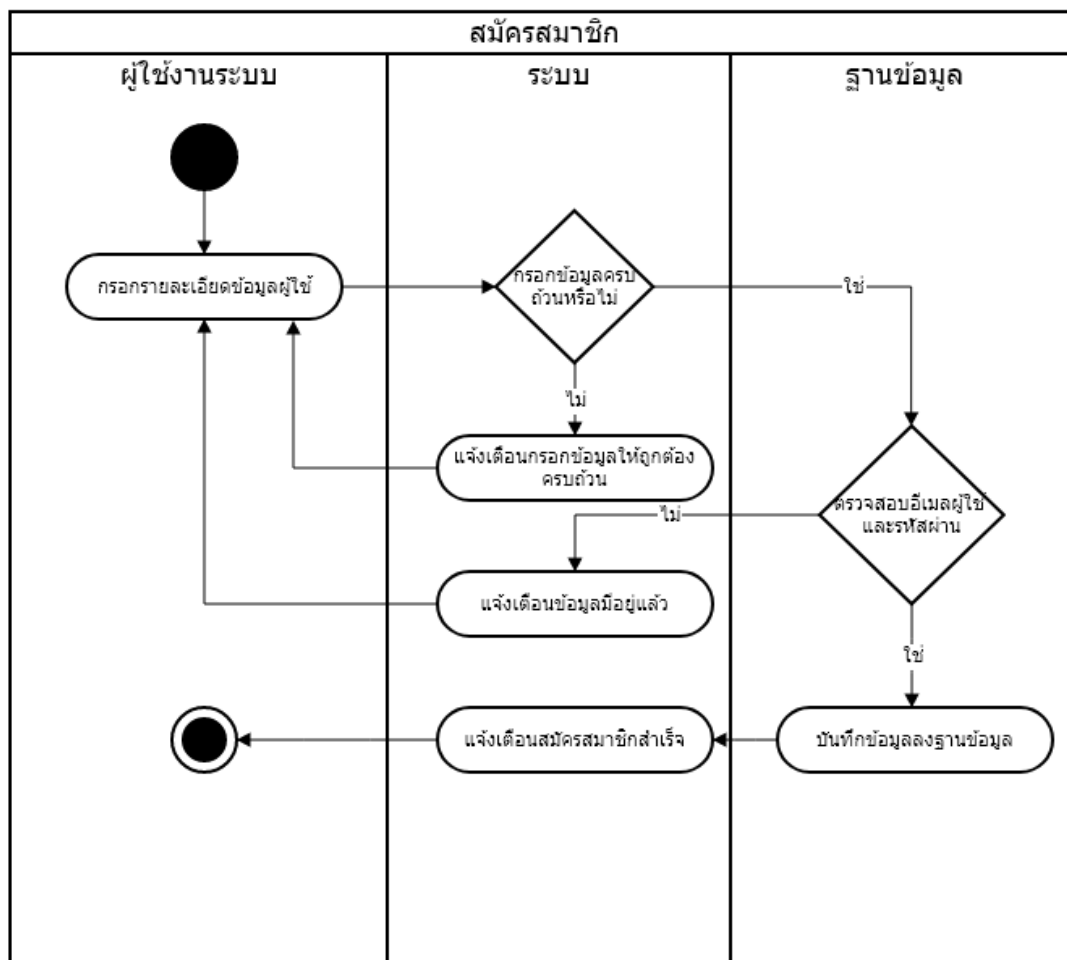 สมัครสมาชิก
ผู้ใช้งานระบบ
ระบบ
ฐานข้อมูล
กรอกรายละเอียดข้อมูลผู้ใช้
กรอกข้อมูลครบ
ถ้วนหรือไม่
ใช่
ไม่
แจ้งเตือนกรอกข้อมูลให้ถูกต้อง
ครบถ้วน
ตรวจสอบอีเมลผู้ใช้
และรหัสผ่าน
ไม่
แจ้งเตือนข้อมูลมีอยู่แล้ว
ใช่
แจ้งเตือนสมัครสมาชิกสำเร็จ
บันทึกข้อมูลลงฐานข้อมูล